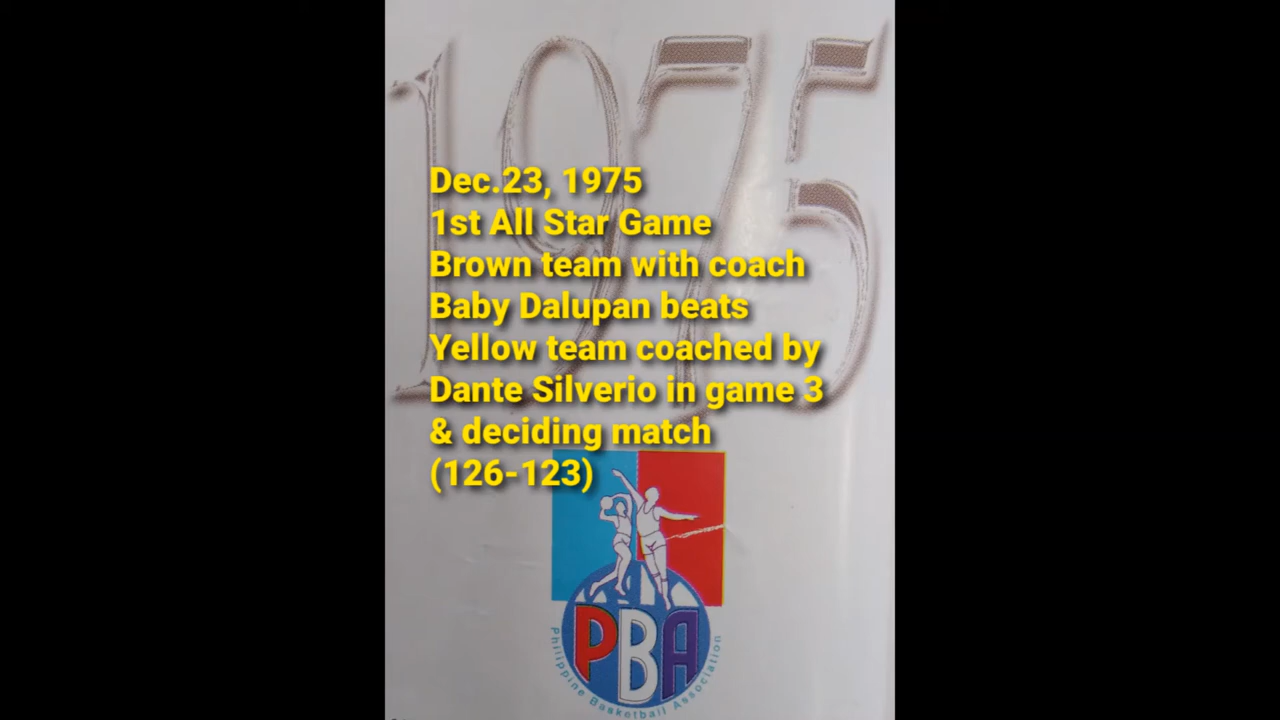 1975
Dec.23, 1975
1st All Star Game
Brown team with coach
Baby Dalupan beats
Yellow team coached by
Dante Silverio in game 3
& deciding match
(126-123)
PBA
Philippine Basketball Association